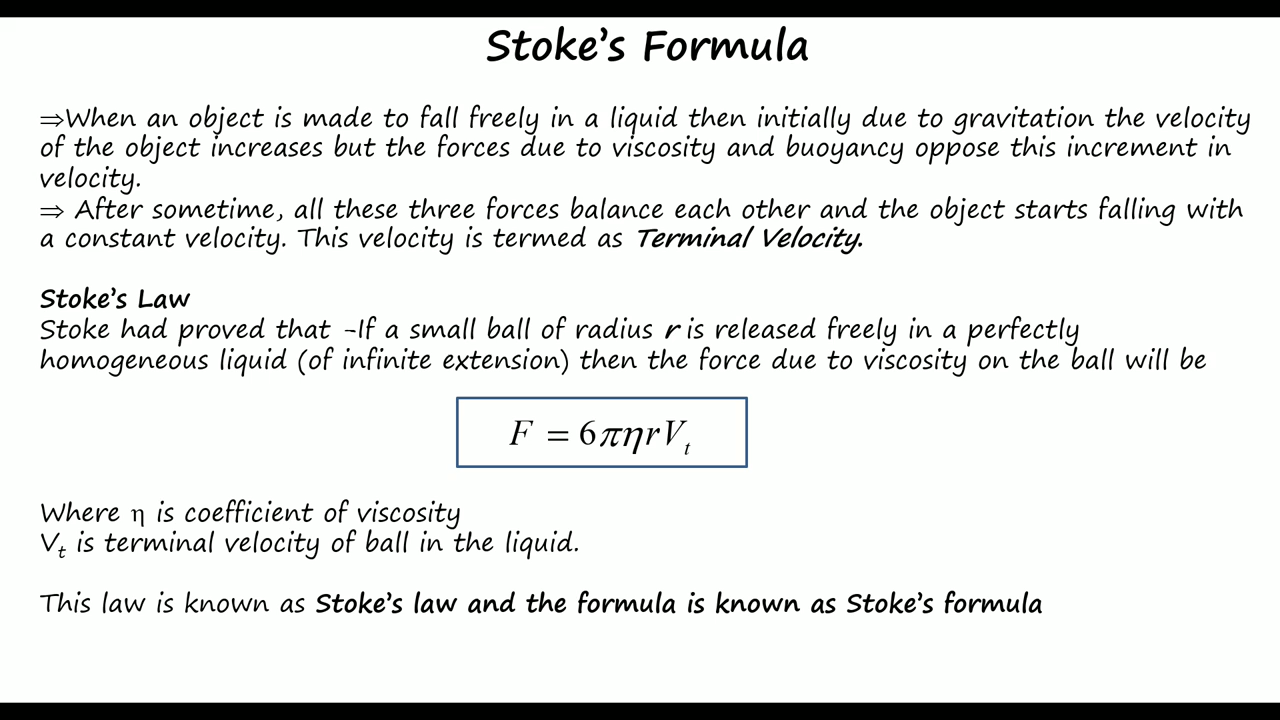 Stoke's Formula
⇒When an object is made to fall freely in a liquid then initially due to gravitation the velocity
of the object increases but the forces due to viscosity and buoyancy oppose this increment in
velocity.
⇒ After sometime, all these three forces balance each other and the object starts falling with
a constant velocity. This velocity is termed as Terminal Velocity.
Stoke's Law
Stoke had proved that -If a small ball of radius r is released freely in a perfectly
homogeneous liquid (of infinite extension) then the force due to viscosity on the ball will be
F = 6πηrVₜ
Where η is coefficient of viscosity
Vₜ is terminal velocity of ball in the liquid.
This law is known as Stoke's law and the formula is known as Stoke's formula